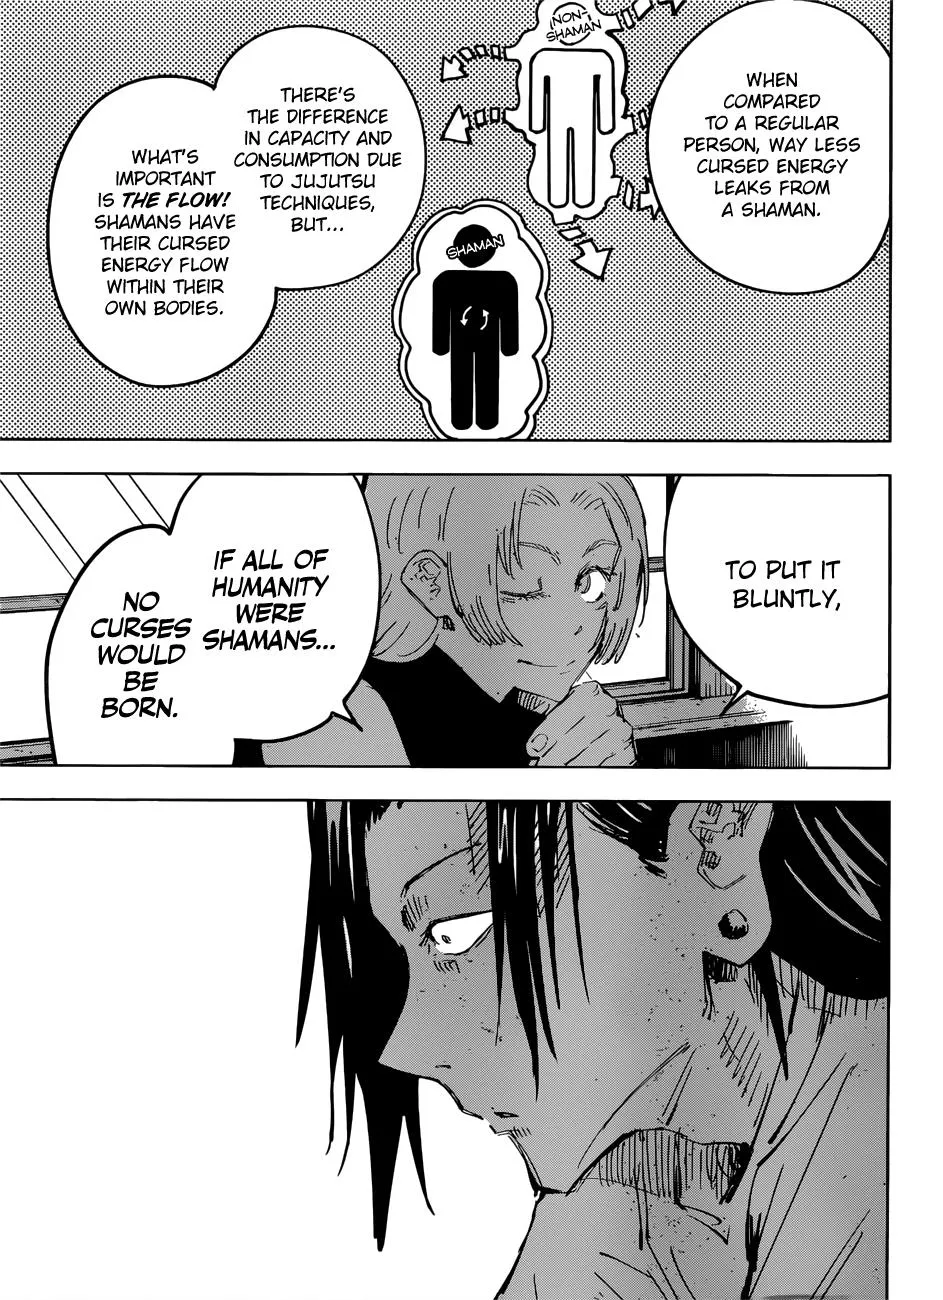 WHEN
COMPARED
TO A REGULAR
PERSON, WAY LESS
CURSED ENERGY
LEAKS FROM
A SHAMAN.
NON-
SHAMAN
THERE'S
THE DIFFERENCE
IN CAPACITY AND
CONSUMPTION DUE
TO JUJUTSU
TECHNIQUES,
BUT...
SHAMAN
WHAT'S
IMPORTANT
IS THE FLOW!
SHAMANS HAVE
THEIR CURSED
ENERGY FLOW
WITHIN THEIR
OWN BODIES.
TO PUT IT
BLUNTLY,
IF ALL OF
HUMANITY
WERE
SHAMANS...
NO
CURSES
WOULD
BE
BORN.